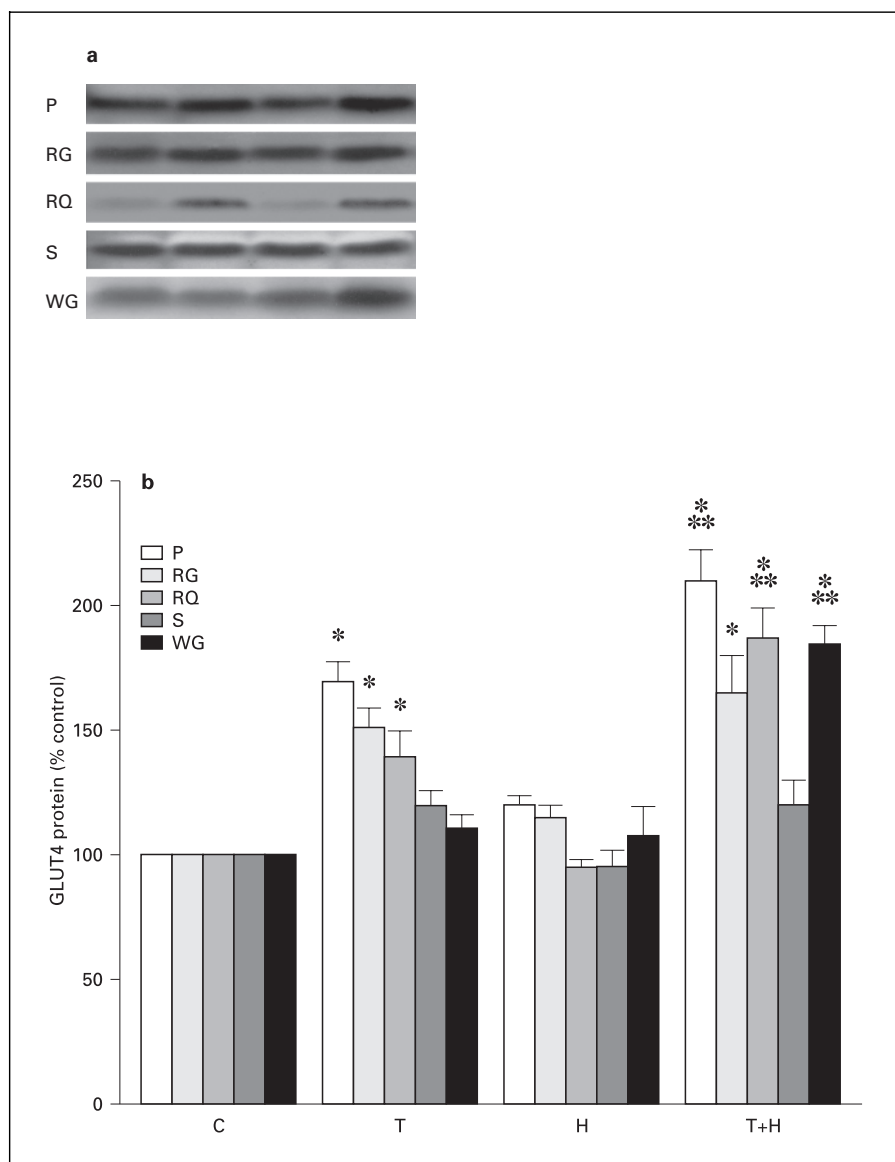 a
P
RG
RQ
S
WG
b
GLUT4 protein (% control)
250
200
150
100
50
0
P
RG
RQ
S
WG
*
*
*
*
**
*
*
**
*
**
C
T
H
T+H